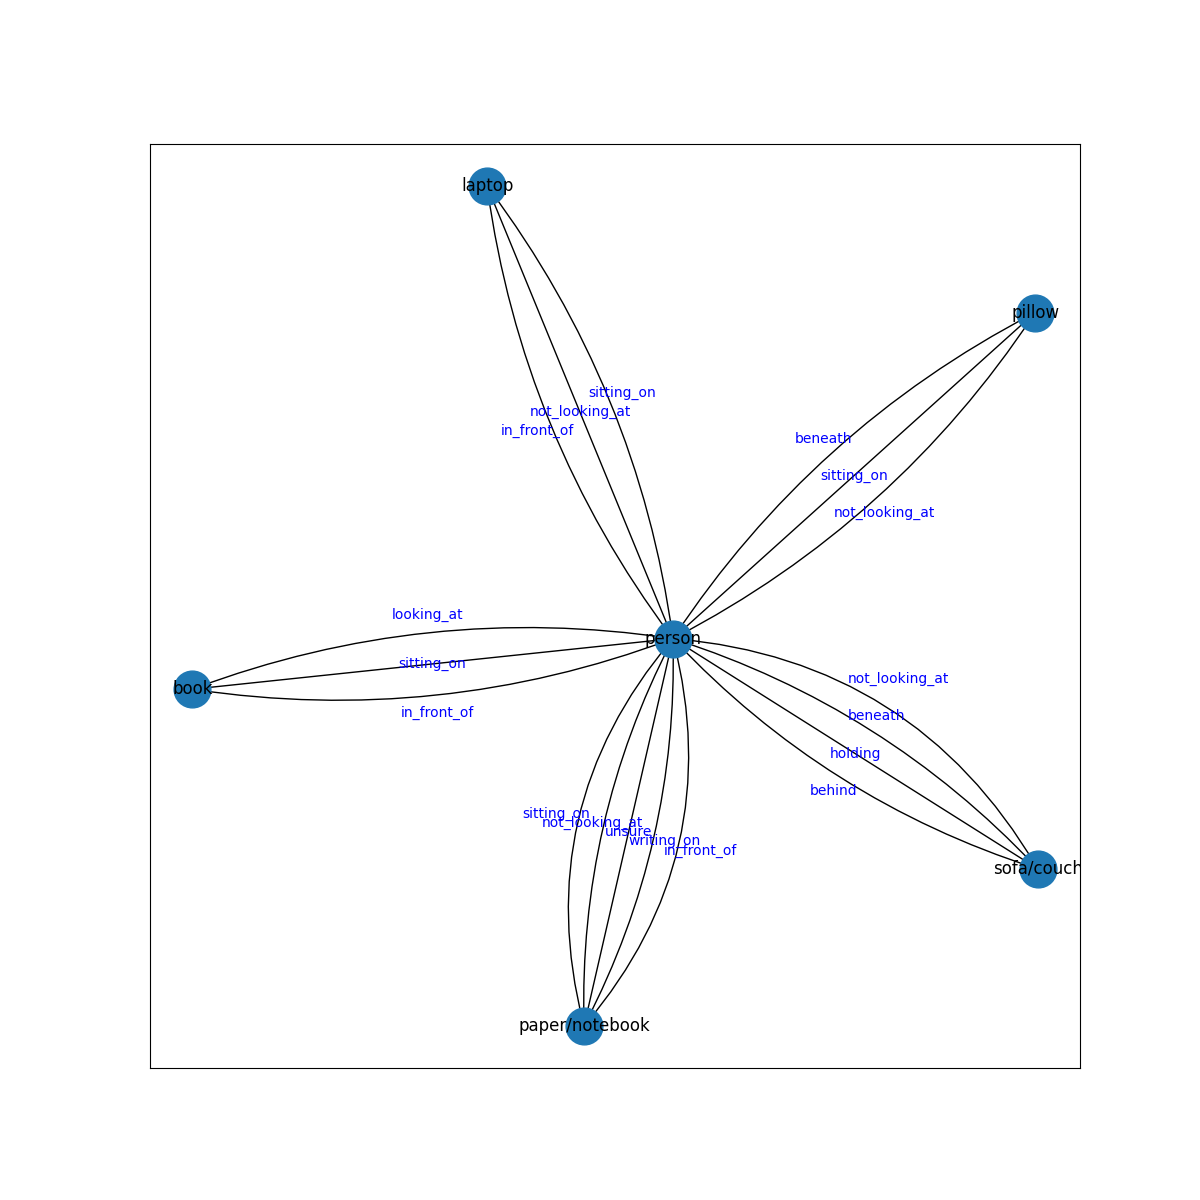 laptop
pillow
sitting_on
not_looking_at
in_front_of
beneath
sitting_on
not_looking_at
looking_at
sitting_on
in_front_of
person
book
not_looking_at
beneath
holding
behind
sitting_on
not_looking_at
unsure
writing_on
in_front_of
sofa/couch
paper/notebook